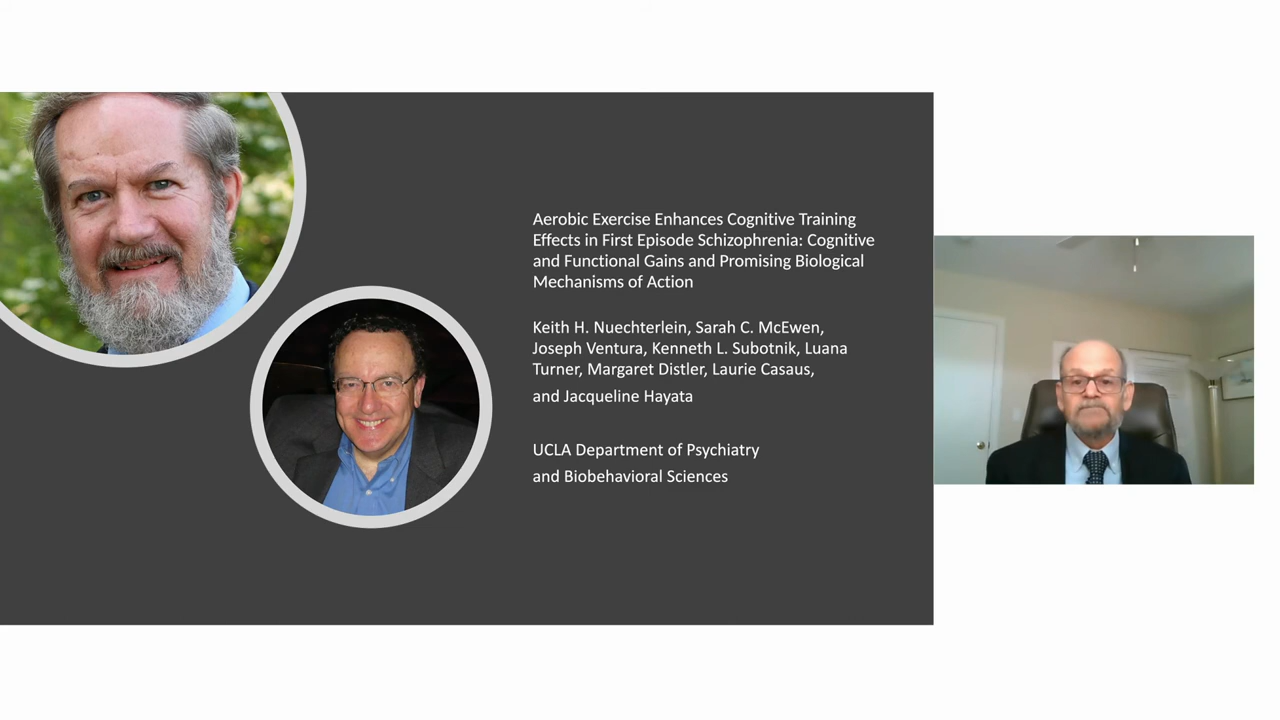 Aerobic Exercise Enhances Cognitive Training
Effects in First Episode Schizophrenia: Cognitive
and Functional Gains and Promising Biological
Mechanisms of Action
Keith H. Nuechterlein, Sarah C. McEwen,
Joseph Ventura, Kenneth L. Subotnik, Luana
Turner, Margaret Distler, Laurie Casaus,
and Jacqueline Hayata
UCLA Department of Psychiatry
and Biobehavioral Sciences